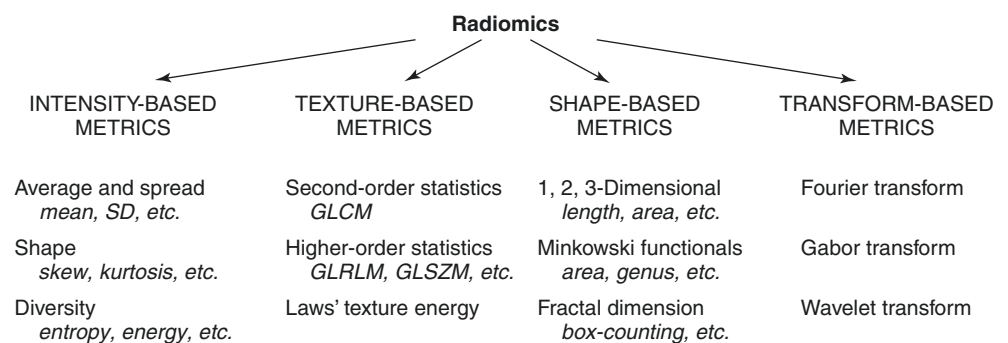 Radiomics
INTENSITY-BASED
METRICS
Average and spread
mean, SD, etc.
Shape
skew, kurtosis, etc.
Diversity
entropy, energy, etc.
TEXTURE-BASED
METRICS
Second-order statistics
GLCM
Higher-order statistics
GLRLM, GLSZM, etc.
Laws' texture energy
SHAPE-BASED
METRICS
1, 2, 3-Dimensional
length, area, etc.
Minkowski functionals
area, genus, etc.
Fractal dimension
box-counting, etc.
TRANSFORM-BASED
METRICS
Fourier transform
Gabor transform
Wavelet transform